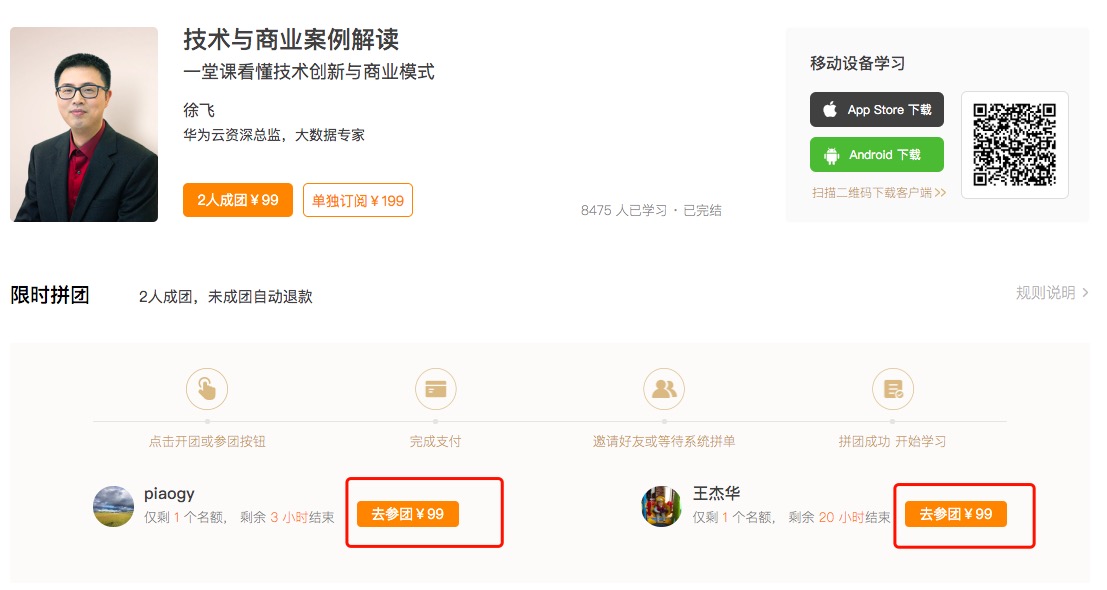 技术与商业案例解读
一堂课看懂技术创新与商业模式
徐飞
华为云资深总监，大数据专家
2人成团 ¥ 99
单独订阅 ¥ 199
8475 人已学习 · 已完结
移动设备学习
App Store 下载
Android 下载
扫描二维码下载客户端 >>
限时拼团
2人成团，未成团自动退款
规则说明 >
点击开团或参团按钮
完成支付
邀请好友或等待系统拼单
拼团成功 开始学习
piaogy
仅剩 1 个名额， 剩余 3 小时结束
去参团 ¥ 99
王杰华
仅剩 1 个名额， 剩余 20 小时结束
去参团 ¥ 99